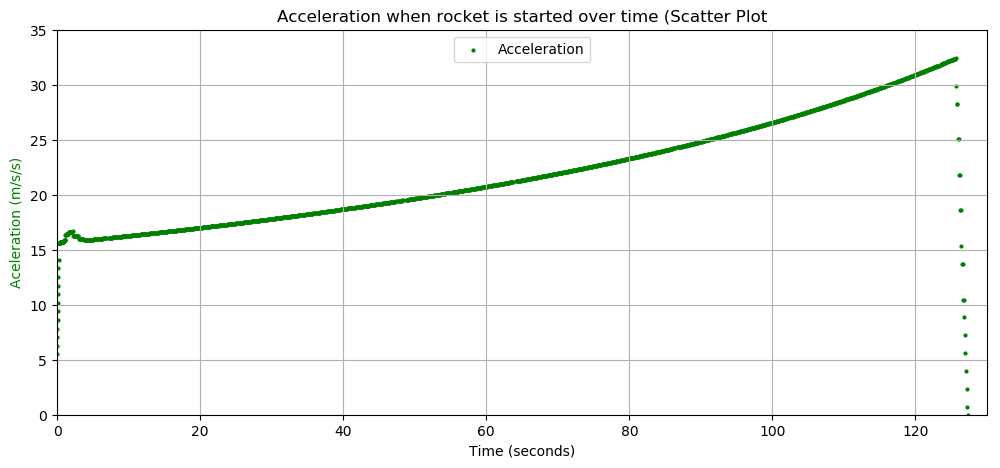 Acceleration when rocket is started over time (Scatter Plot
Acceleration
Aceleration (m/s/s)
35
30
25
20
15
10
5
0
0 20 40 60 80 100 120
Time (seconds)